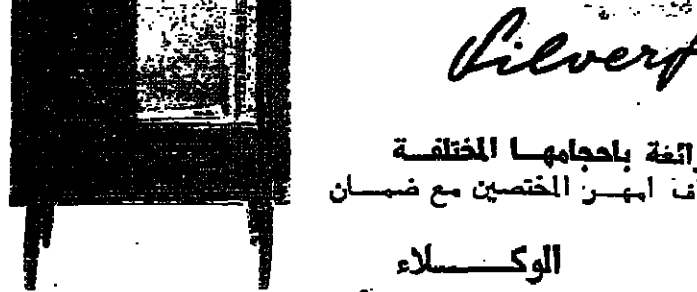 Silverf
رائعة باحجامها المختلفة
امهر المختصين مع ضمان
الوكلاء